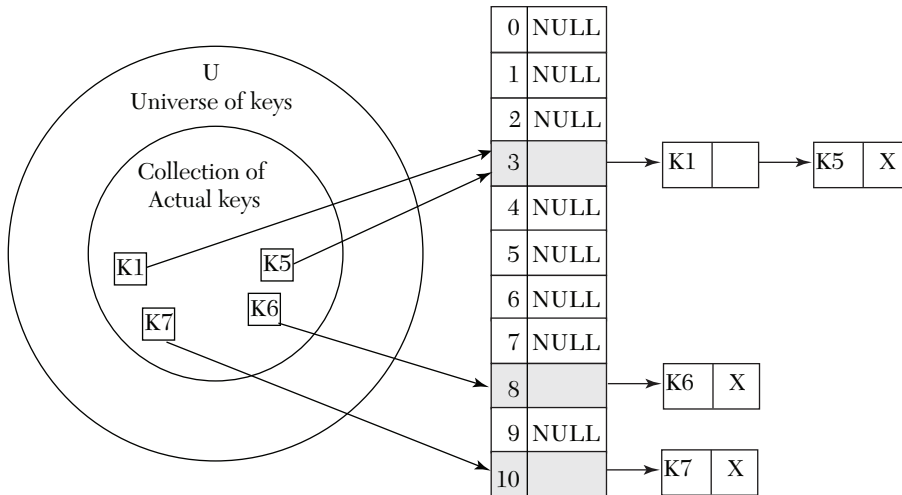 U
Universe of keys
Collection of
Actual keys
K1
K5
K7
K6
0 NULL
1 NULL
2 NULL
3
4 NULL
5 NULL
6 NULL
7 NULL
8
9 NULL
10
K1
K5 X
K6 X
K7 X